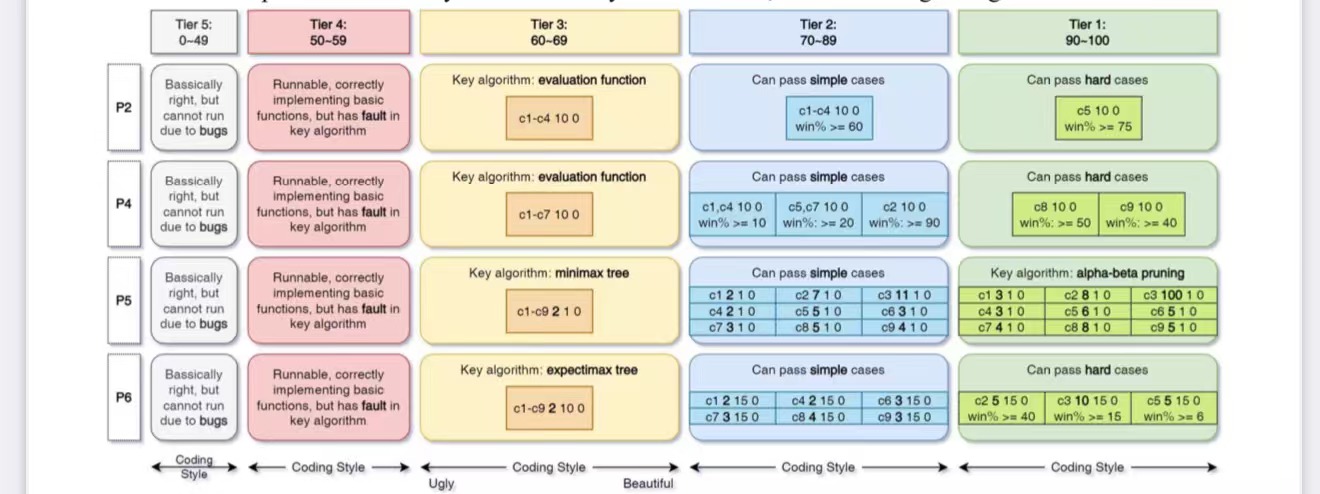 Tier 5:
0~49
Tier 4:
50~59
Tier 3:
60~69
Tier 2:
70~89
Tier 1:
90~100
P2
Bassically
right, but
cannot run
due to bugs
Runnable, correctly
implementing basic
functions, but has fault in
key algorithm
Key algorithm: evaluation function
c1-c4 10 0
Can pass simple cases
c1-c4 10 0
win% >= 60
Can pass hard cases
c5 10 0
win% >= 75
P4
Bassically
right, but
cannot run
due to bugs
Runnable, correctly
implementing basic
functions, but has fault in
key algorithm
Key algorithm: evaluation function
c1-c7 10 0
Can pass simple cases
c1,c4 10 0
win% >= 10
c5,c7 10 0
win%: >= 20
c2 10 0
win%: >= 90
Can pass hard cases
c8 10 0
win%: >= 50
c9 10 0
win%: >= 40
P5
Bassically
right, but
cannot run
due to bugs
Runnable, correctly
implementing basic
functions, but has fault in
key algorithm
Key algorithm: minimax tree
c1-c9 2 1 0
Can pass simple cases
c1 2 1 0 c2 7 1 0 c3 11 1 0
c4 2 1 0 c5 5 1 0 c6 3 1 0
c7 3 1 0 c8 5 1 0 c9 4 1 0
Key algorithm: alpha-beta pruning
c1 3 1 0 c2 8 1 0 c3 100 1 0
c4 3 1 0 c5 6 1 0 c6 5 1 0
c7 4 1 0 c8 8 1 0 c9 5 1 0
P6
Bassically
right, but
cannot run
due to bugs
Runnable, correctly
implementing basic
functions, but has fault in
key algorithm
Key algorithm: expectimax tree
c1-c9 2 10 0
Can pass simple cases
c1 2 15 0 c4 2 15 0 c6 3 15 0
c7 3 15 0 c8 4 15 0 c9 3 15 0
Can pass hard cases
c2 5 15 0
win% >= 40
c3 10 15 0
win% >= 15
c5 5 15 0
win% >= 6
Coding
Style
Coding Style
Coding Style
Coding Style
Coding Style
Ugly
Beautiful